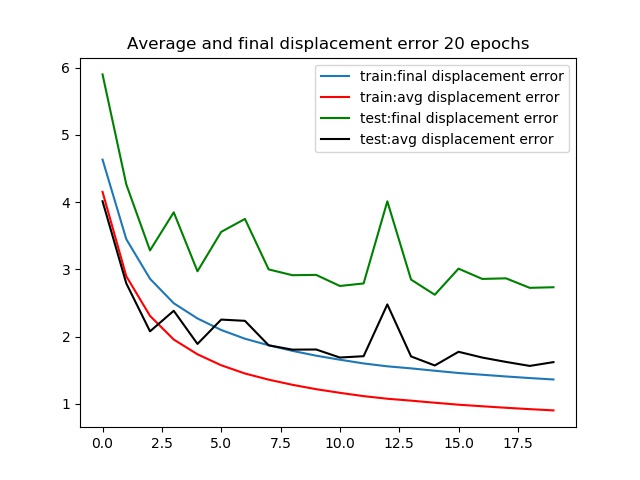 Average and final displacement error 20 epochs
train:final displacement error
train:avg displacement error
test:final displacement error
test:avg displacement error
6
5
4
3
2
1
0.0 2.5 5.0 7.5 10.0 12.5 15.0 17.5